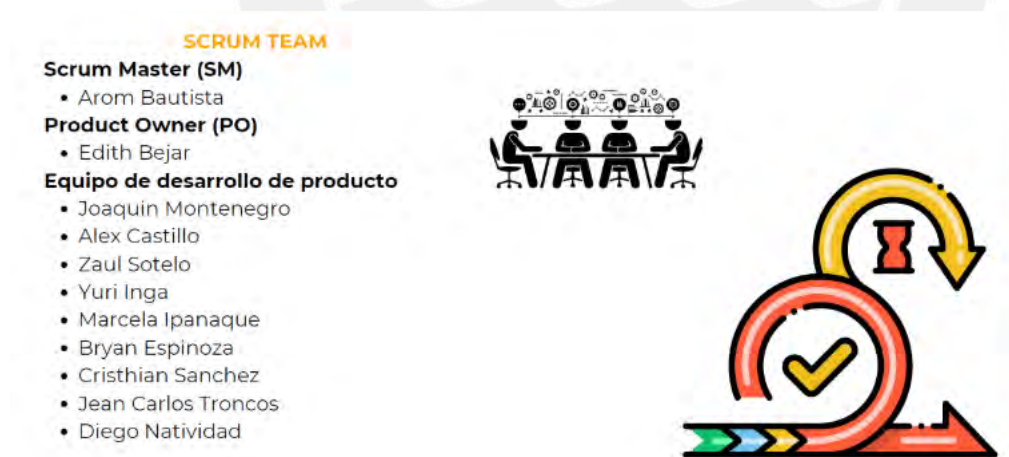 SCRUM TEAM
Scrum Master (SM)
• Arom Bautista
Product Owner (PO)
• Edith Bejar
Equipo de desarrollo de producto
• Joaquin Montenegro
• Alex Castillo
• Zaul Sotelo
• Yuri Inga
• Marcela Ipanaque
• Bryan Espinoza
• Cristhian Sanchez
• Jean Carlos Troncos
• Diego Natividad